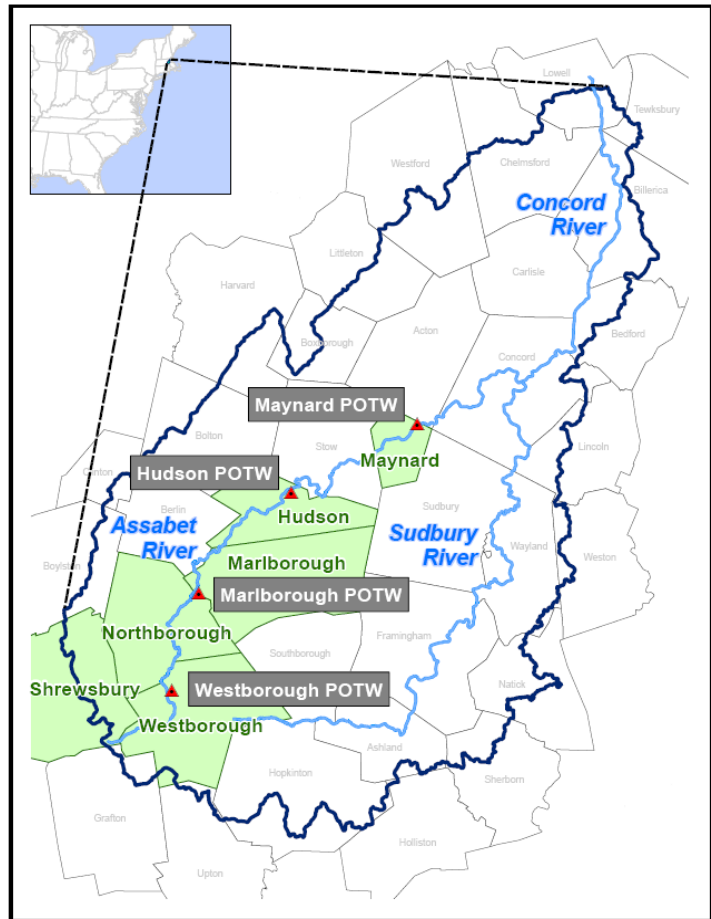 Lowell
Tewksbury
Westford
Chelmsford
Billerica
Concord
River
Littleton
Carlisle
Harvard
Acton
Bedford
Boxborough
Concord
Maynard POTW
Bolton
Stow
Lincoln
Maynard
Hudson POTW
Clinton
Berlin
Sudbury
Hudson
Assabet
River
Sudbury
River
Wayland
Weston
Boylston
Marlborough
Marlborough POTW
Northborough
Framingham
Southborough
Natick
Shrewsbury
Westborough POTW
Westborough
Ashland
Hopkinton
Sherborn
Grafton
Holliston
Upton